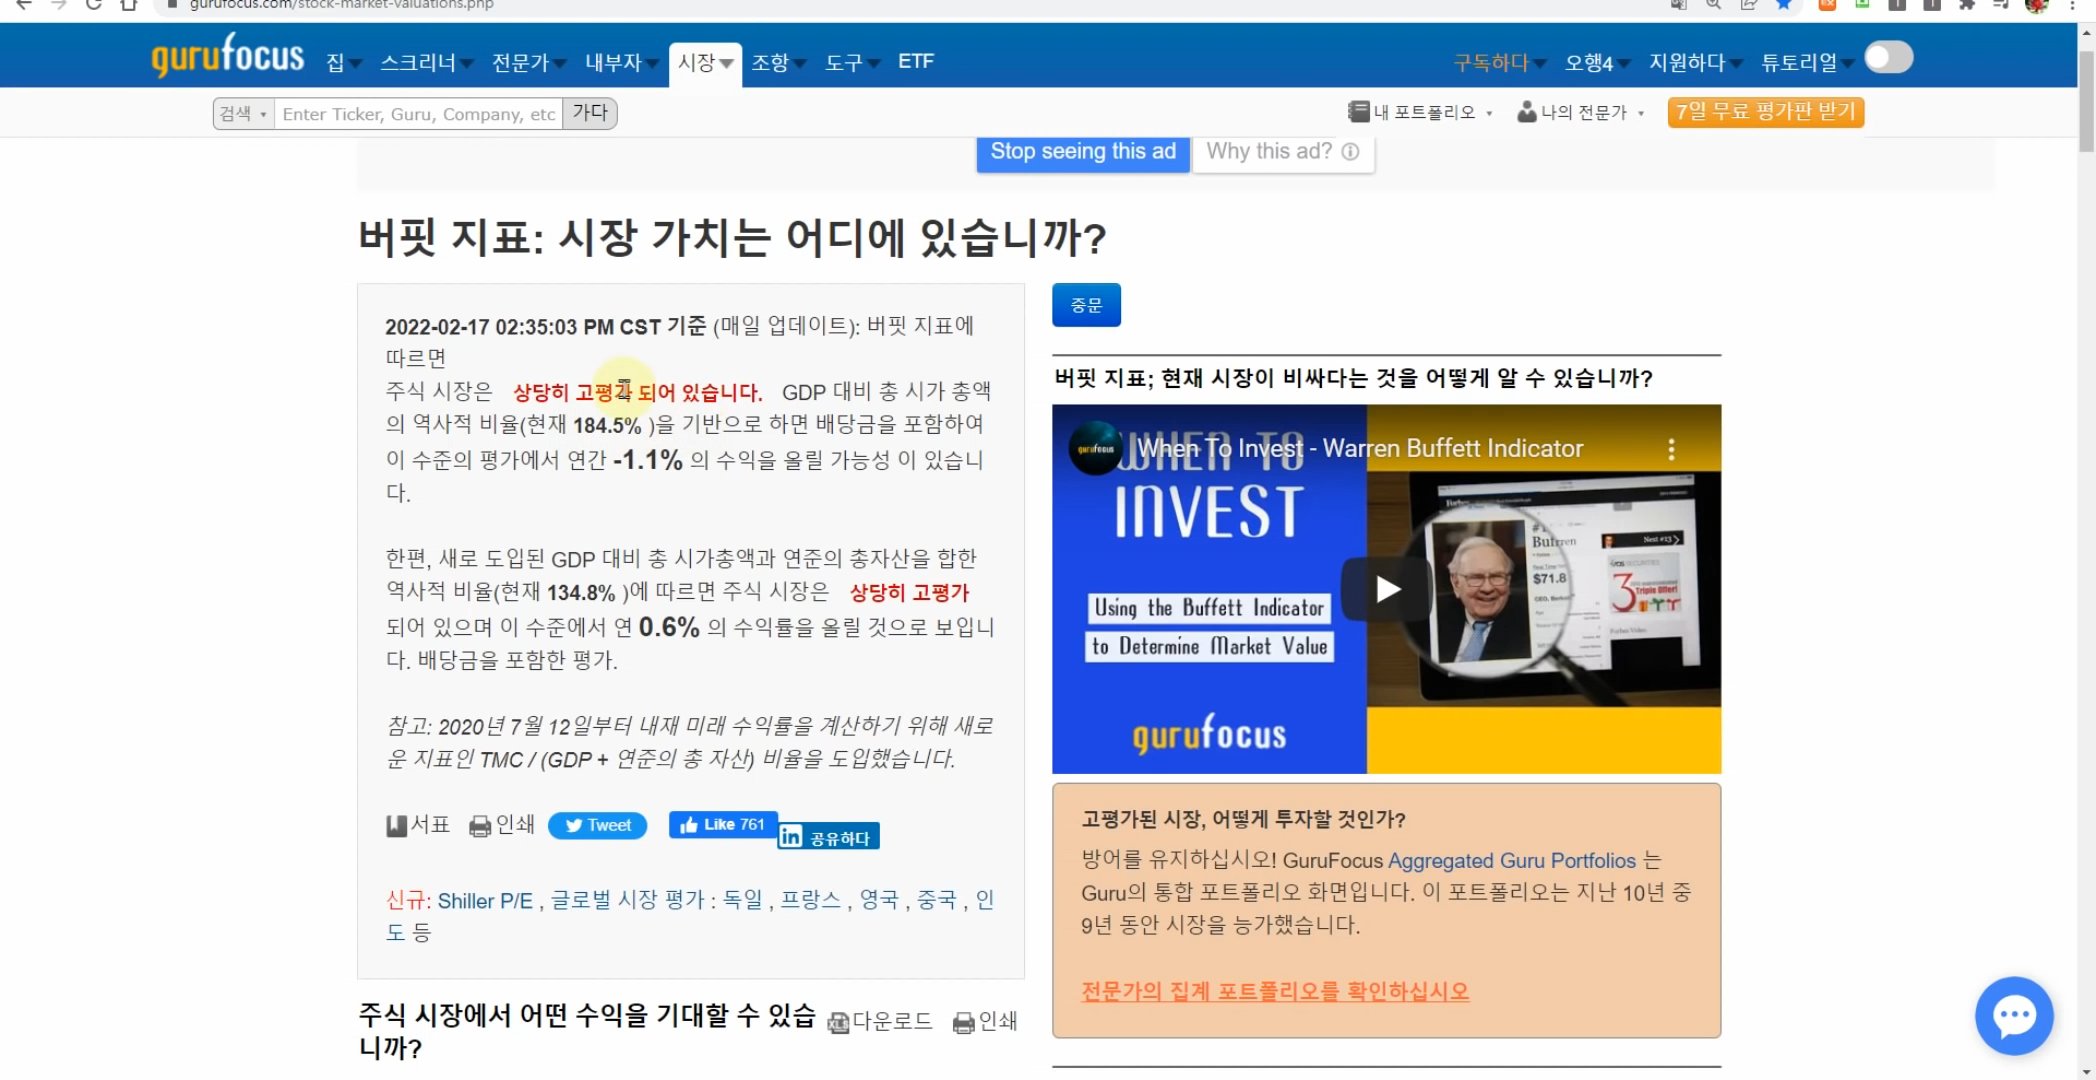 gurufocus.com/stock-market-valuations.php
gurufocus 집 스크리너 전문가 내부자 시장 조항 도구 ETF 구독하다 오행4 지원하다 튜토리얼
검색 Enter Ticker, Guru, Company, etc 가다 내 포트폴리오 나의 전문가 7일 무료 평가판 받기
Stop seeing this ad Why this ad?
버핏 지표: 시장 가치는 어디에 있습니까?
2022-02-17 02:35:03 PM CST 기준 (매일 업데이트): 버핏 지표에
따르면
주식 시장은 상당히 고평가 되어 있습니다. GDP 대비 총 시가 총액
의 역사적 비율(현재 184.5% )을 기반으로 하면 배당금을 포함하여
이 수준의 평가에서 연간 -1.1% 의 수익을 올릴 가능성 이 있습니
다.
한편, 새로 도입된 GDP 대비 총 시가총액과 연준의 총자산을 합한
역사적 비율(현재 134.8% )에 따르면 주식 시장은 상당히 고평가
되어 있으며 이 수준에서 연 0.6% 의 수익률을 올릴 것으로 보입니
다. 배당금을 포함한 평가.
참고: 2020년 7월 12일부터 내재 미래 수익률을 계산하기 위해 새로
운 지표인 TMC / (GDP + 연준의 총 자산) 비율을 도입했습니다.
서표 인쇄 Tweet Like 761 in 공유하다
신규: Shiller P/E , 글로벌 시장 평가 : 독일 , 프랑스 , 영국 , 중국 , 인
도 등
주식 시장에서 어떤 수익을 기대할 수 있습
니까?
XLS 다운로드 인쇄
중문
버핏 지표; 현재 시장이 비싸다는 것을 어떻게 알 수 있습니까?
gurufocus When To Invest - Warren Buffett Indicator
WHEN TO
INVEST
Using the Buffett Indicator
to Determine Market Value
gurufocus
$71.8
3
고평가된 시장, 어떻게 투자할 것인가?
방어를 유지하십시오! GuruFocus Aggregated Guru Portfolios 는
Guru의 통합 포트폴리오 화면입니다. 이 포트폴리오는 지난 10년 중
9년 동안 시장을 능가했습니다.
전문가의 집계 포트폴리오를 확인하십시오